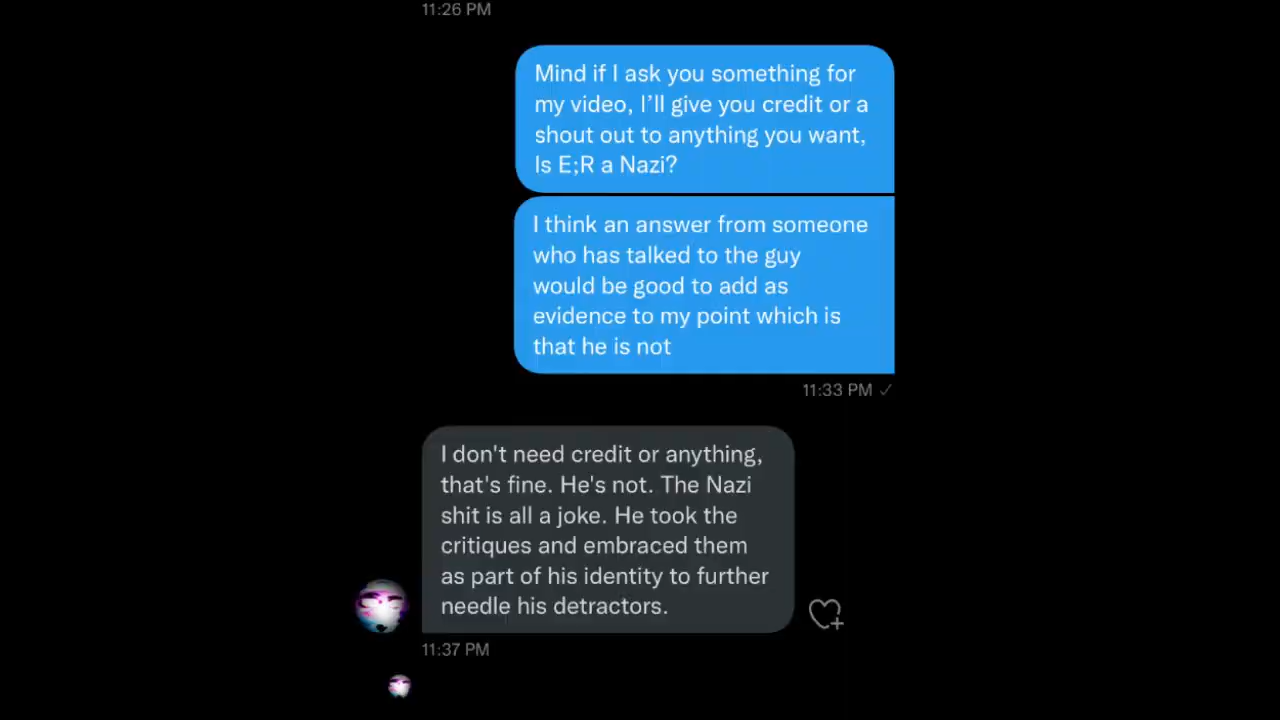 11:26 PM
Mind if I ask you something for
my video, I’ll give you credit or a
shout out to anything you want,
Is E;R a Nazi?
I think an answer from someone
who has talked to the guy
would be good to add as
evidence to my point which is
that he is not
11:33 PM ✓
I don't need credit or anything,
that's fine. He's not. The Nazi
shit is all a joke. He took the
critiques and embraced them
as part of his identity to further
needle his detractors.
11:37 PM